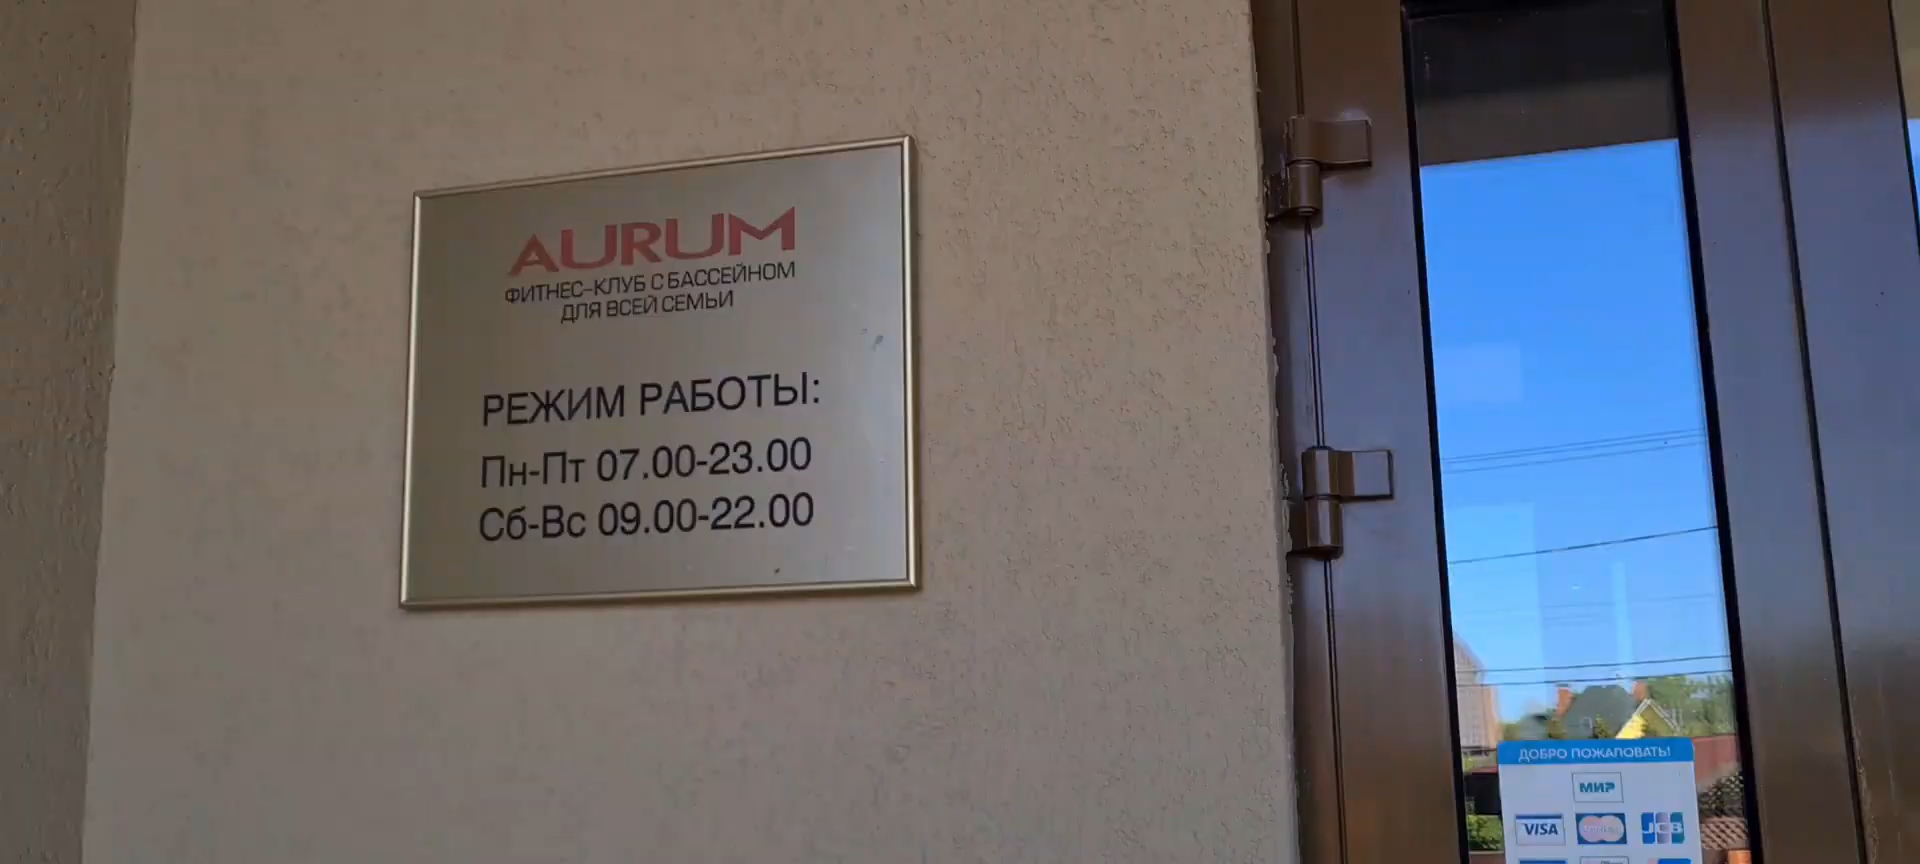 AURUM
ФИТНЕС-КЛУБ С БАССЕЙНОМ
ДЛЯ ВСЕЙ СЕМЬИ
РЕЖИМ РАБОТЫ:
Пн-Пт 07.00-23.00
Сб-Вс 09.00-22.00
ДОБРО ПОЖАЛОВАТЬ!
МИР
VISA
JCB